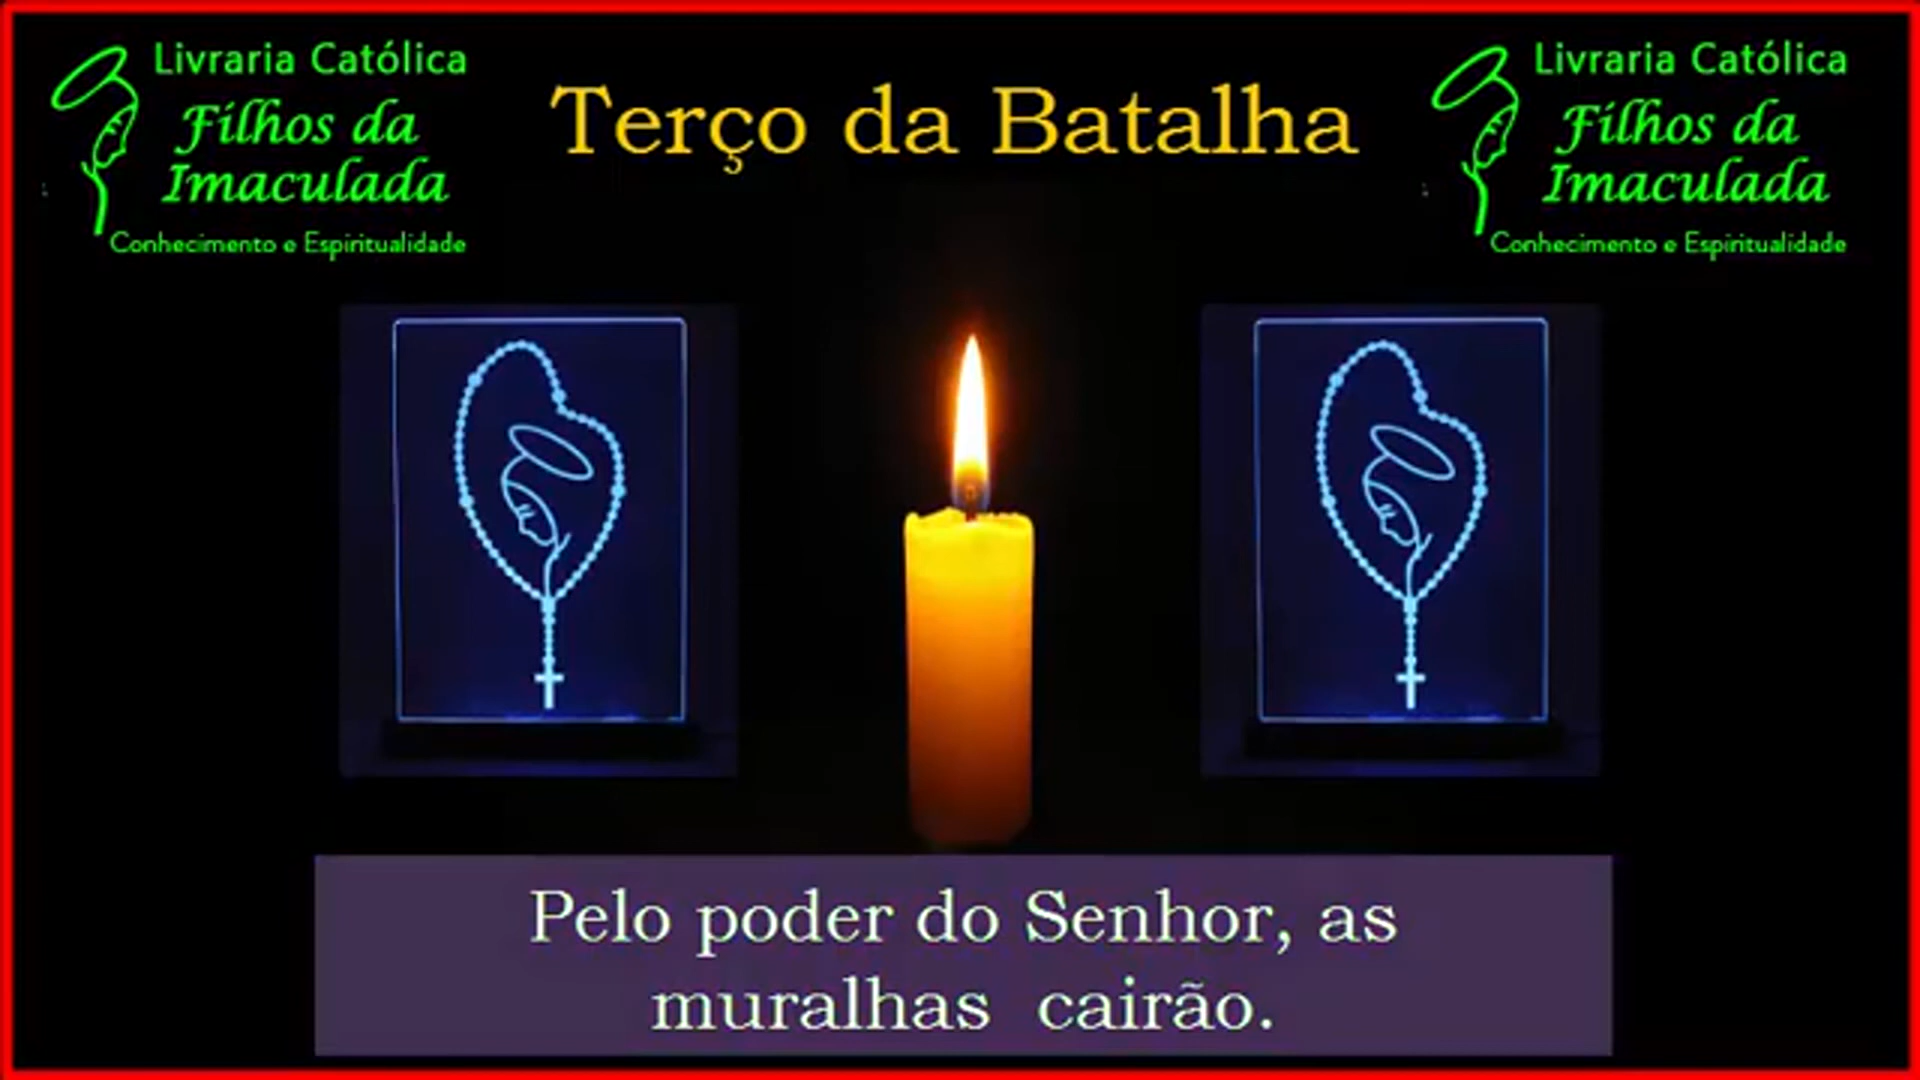 Livraria Católica
Filhos da
Imaculada
Conhecimento e Espiritualidade
Terço da Batalha
Livraria Católica
Filhos da
Imaculada
Conhecimento e Espiritualidade
Pelo poder do Senhor, as
muralhas cairão.